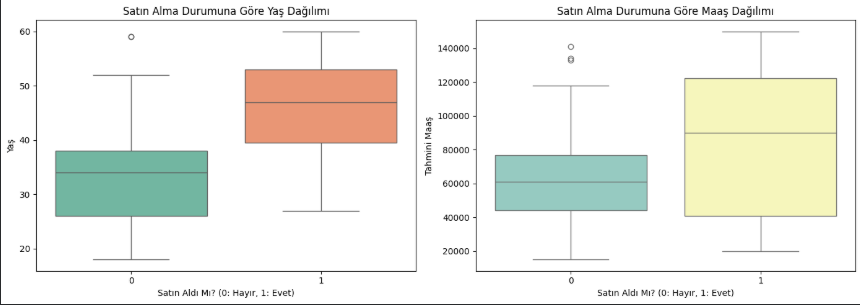 Satın Alma Durumuna Göre Yaş Dağılımı
60
50
40
30
20
Yaş
0
1
Satın Aldı Mı? (0: Hayır, 1: Evet)
Satın Alma Durumuna Göre Maaş Dağılımı
140000
120000
100000
80000
60000
40000
20000
Tahmini Maaş
0
1
Satın Aldı Mı? (0: Hayır, 1: Evet)